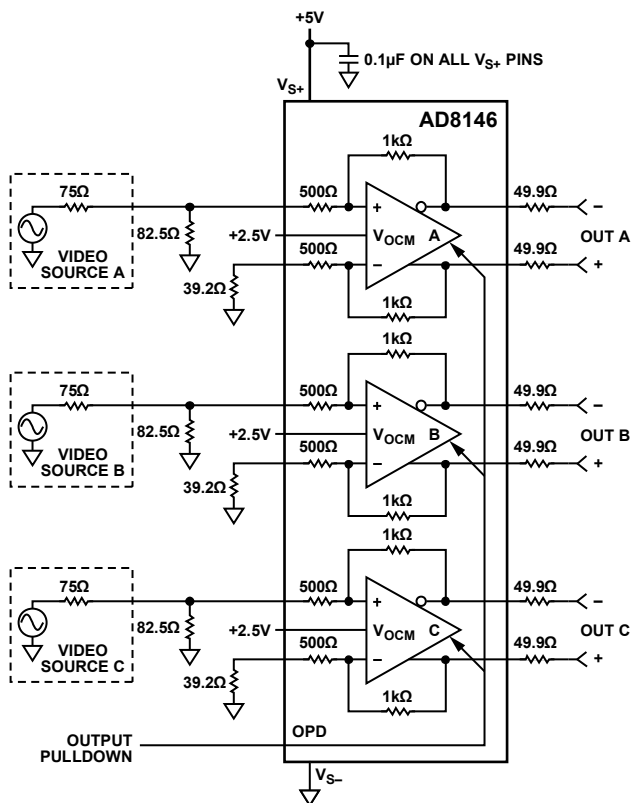 +5V
0.1µF ON ALL VS+ PINS
VS+
AD8146
1kΩ
75Ω
500Ω
49.9Ω
+
−
82.5Ω
+2.5V
VOCM
A
OUT A
VIDEO
SOURCE A
500Ω
49.9Ω
−
+
39.2Ω
1kΩ
1kΩ
75Ω
500Ω
49.9Ω
+
−
82.5Ω
+2.5V
VOCM
B
OUT B
VIDEO
SOURCE B
500Ω
49.9Ω
−
+
39.2Ω
1kΩ
1kΩ
75Ω
500Ω
49.9Ω
+
−
82.5Ω
+2.5V
VOCM
C
OUT C
VIDEO
SOURCE C
500Ω
49.9Ω
−
+
39.2Ω
1kΩ
OUTPUT
PULLDOWN
OPD
VS−